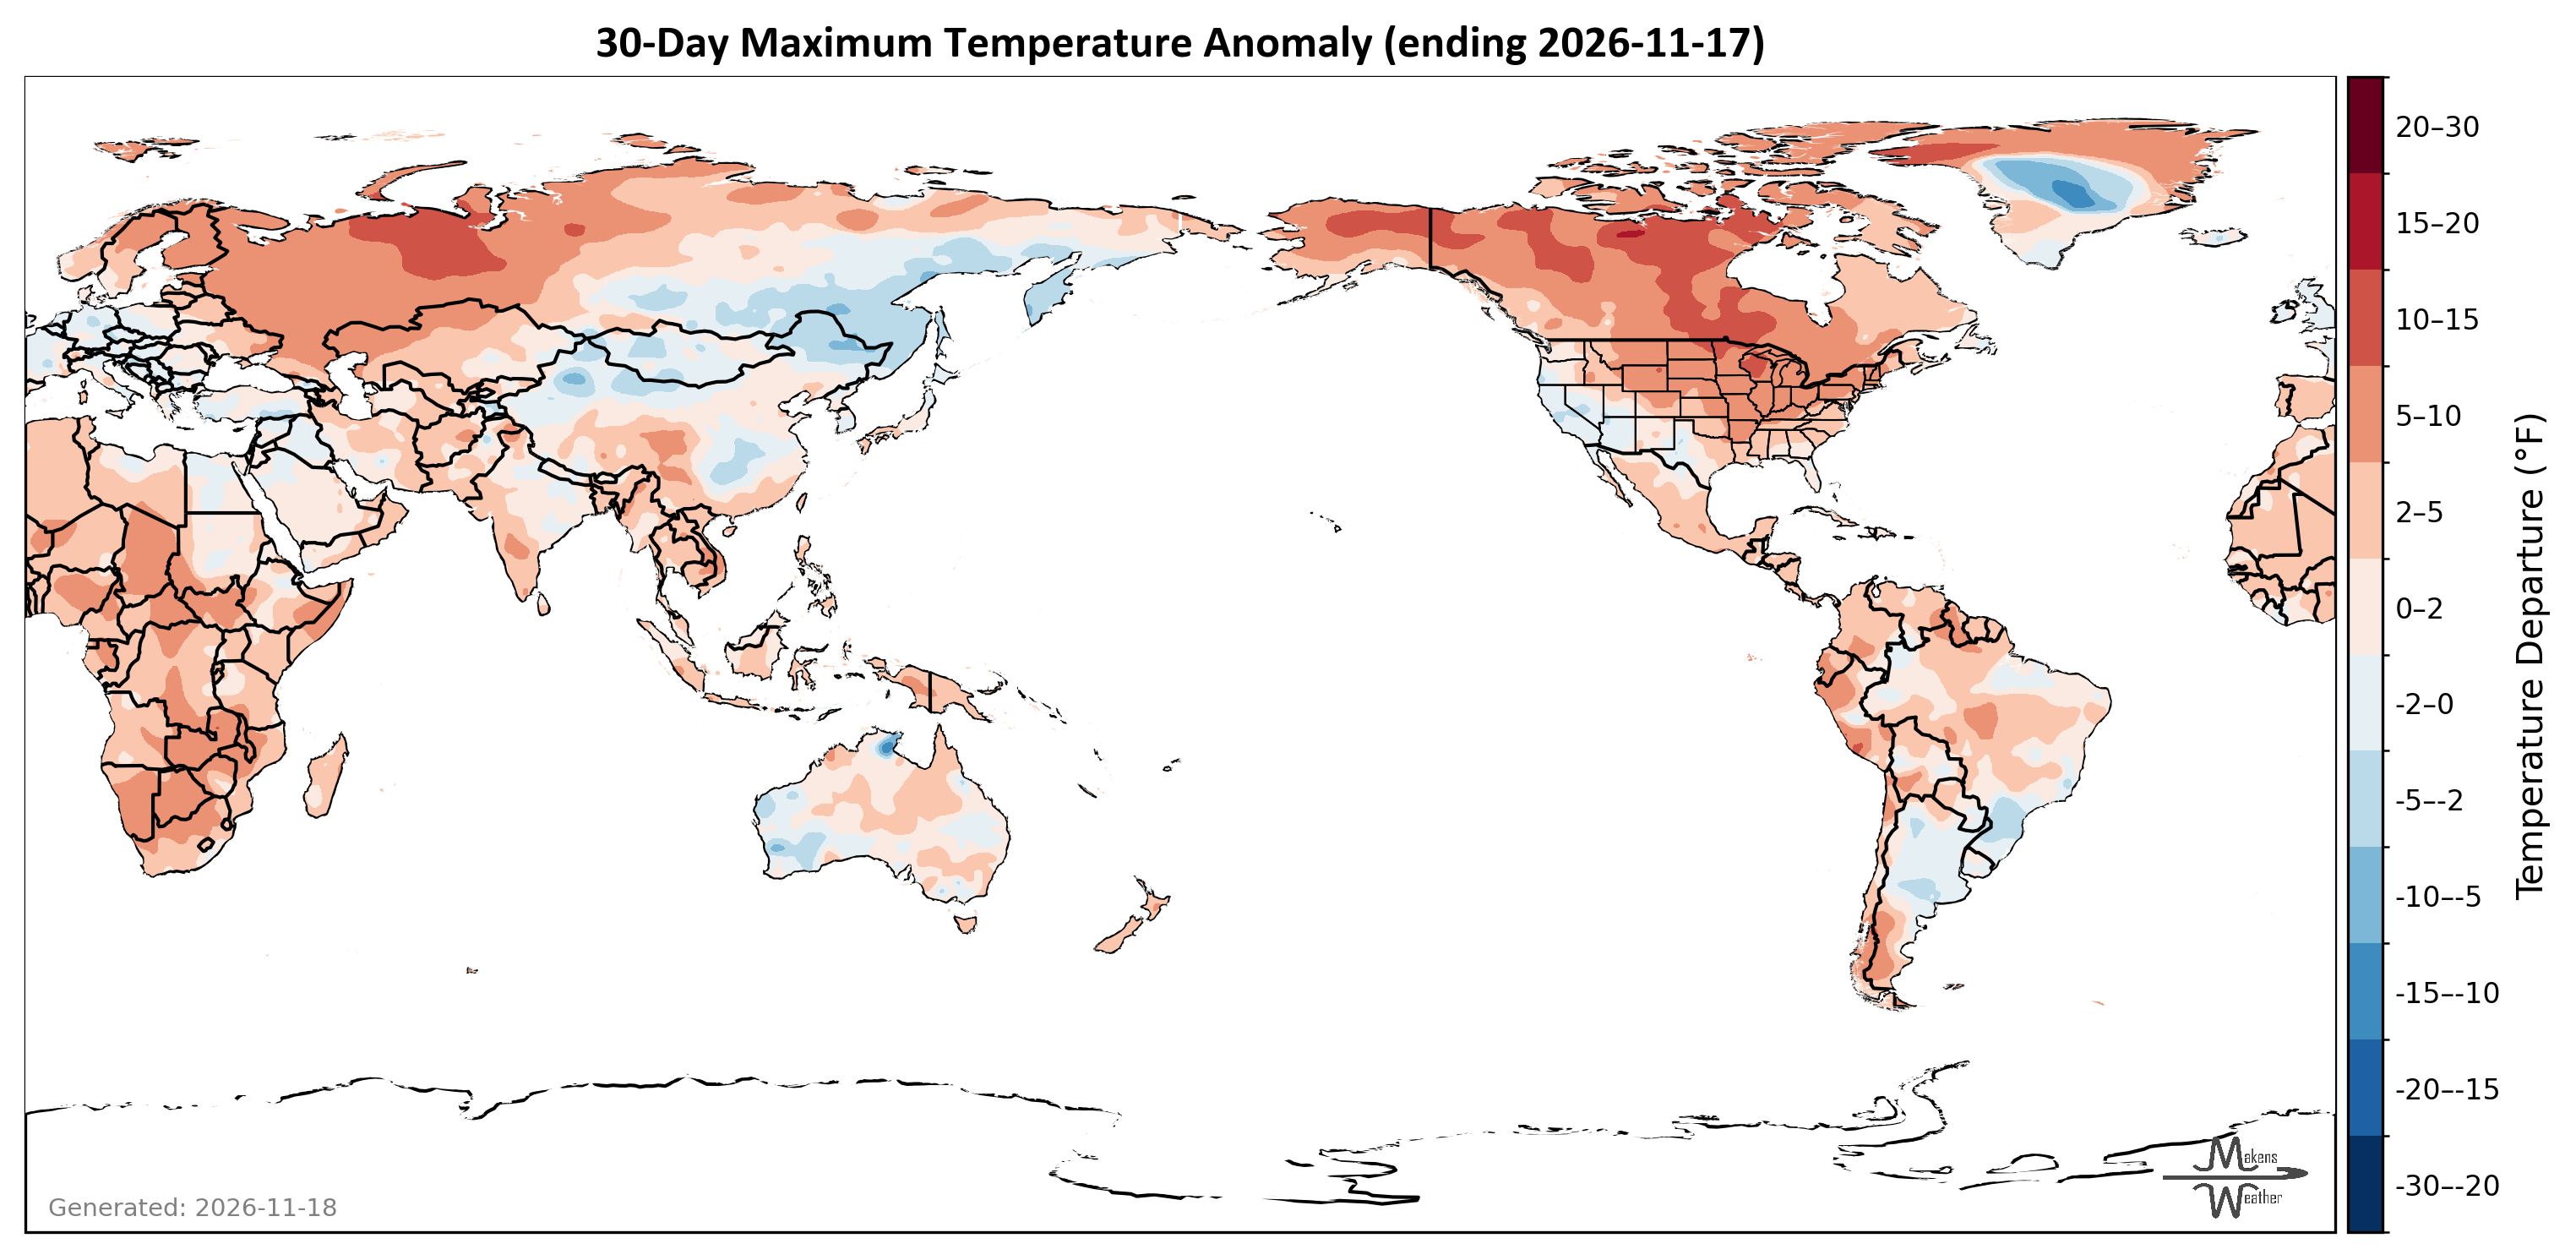 30-Day Maximum Temperature Anomaly (ending 2026-11-17)
20–30
15–20
10–15
5–10
2–5
0–2
-2–0
-5–-2
-10–-5
-15–-10
-20–-15
-30–-20
Temperature Departure (°F)
Makens
Weather
Generated: 2026-11-18